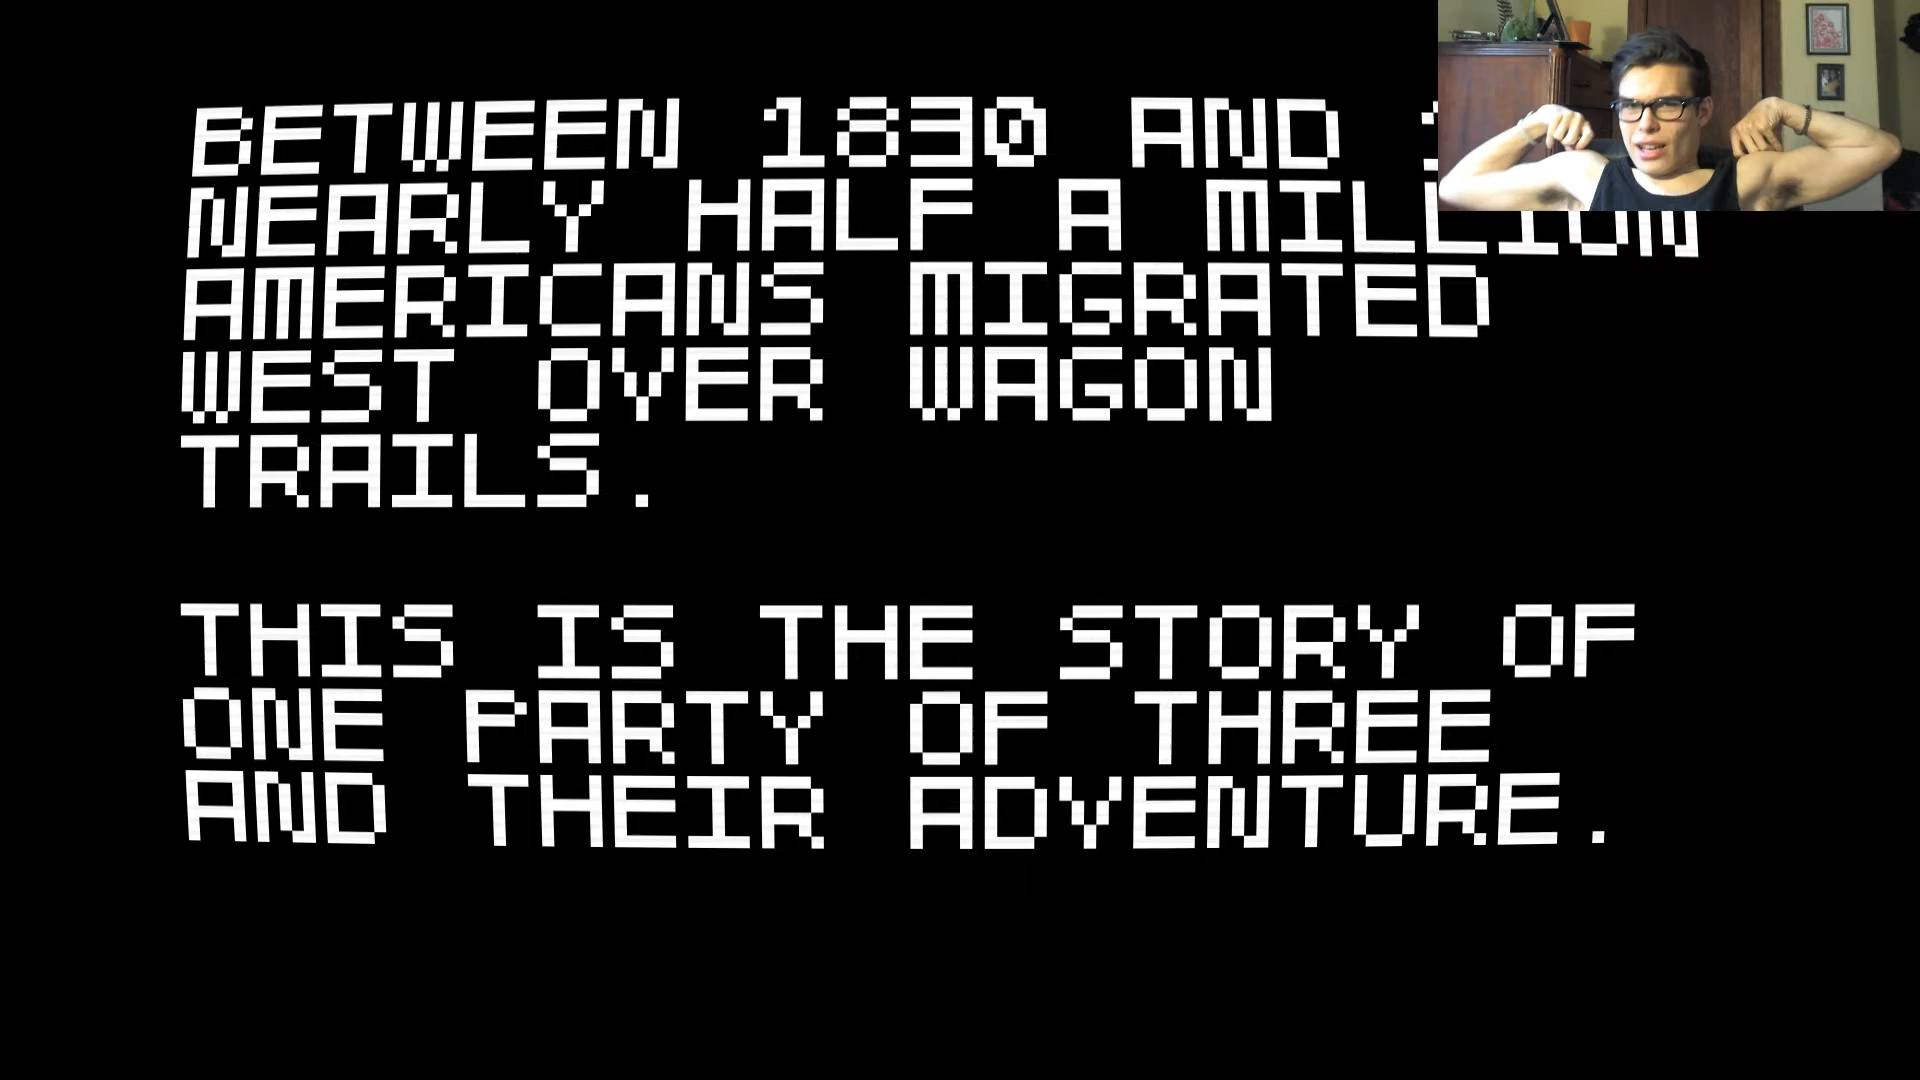 BETWEEN 1830 AND
NEARLY HALF A MILLION
AMERICANS MIGRATED
WEST OVER WAGON
TRAILS.
THIS IS THE STORY OF
ONE PARTY OF THREE
AND THEIR ADVENTURE.